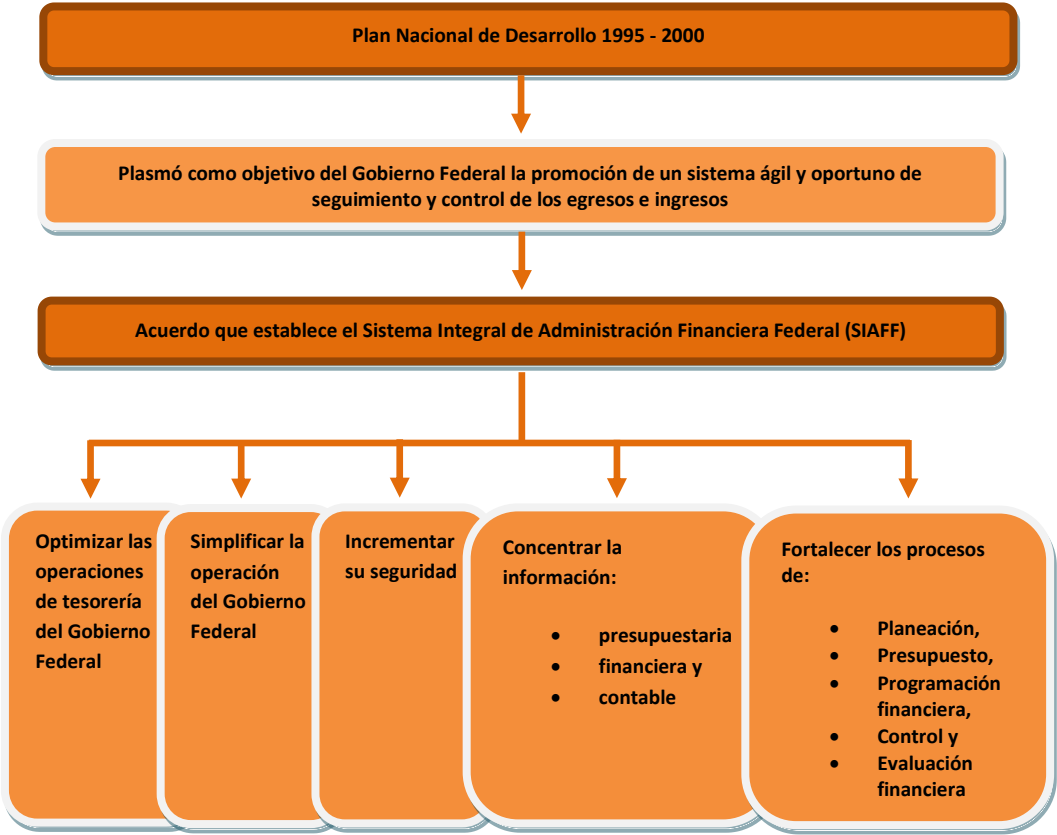 Plan Nacional de Desarrollo 1995 - 2000
Plasmó como objetivo del Gobierno Federal la promoción de un sistema ágil y oportuno de
seguimiento y control de los egresos e ingresos
Acuerdo que establece el Sistema Integral de Administración Financiera Federal (SIAFF)
Optimizar las
operaciones
de tesorería
del Gobierno
Federal
Simplificar la
operación
del Gobierno
Federal
Incrementar
su seguridad
Concentrar la
información:
• presupuestaria
• financiera y
• contable
Fortalecer los procesos
de:
• Planeación,
• Presupuesto,
• Programación
financiera,
• Control y
• Evaluación
financiera